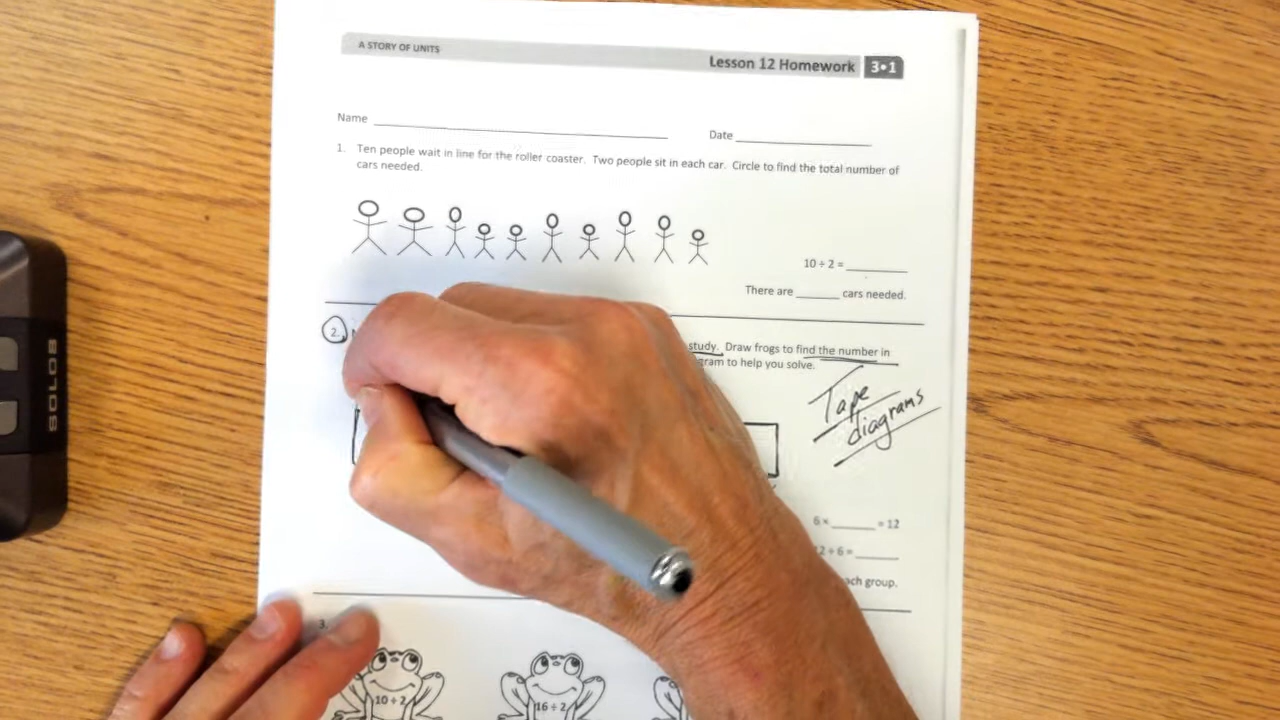 A STORY OF UNITS
Lesson 12 Homework 3•1
Name
Date
1. Ten people wait in line for the roller coaster. Two people sit in each car. Circle to find the total number of
cars needed.
10 ÷ 2 =
There are cars needed.
2.
study. Draw frogs to find the number in
to help you solve.
Tape
diagrams
6 × = 12
÷ 6 =
group.
3.
10 ÷ 2
16 ÷ 2
SOLOS